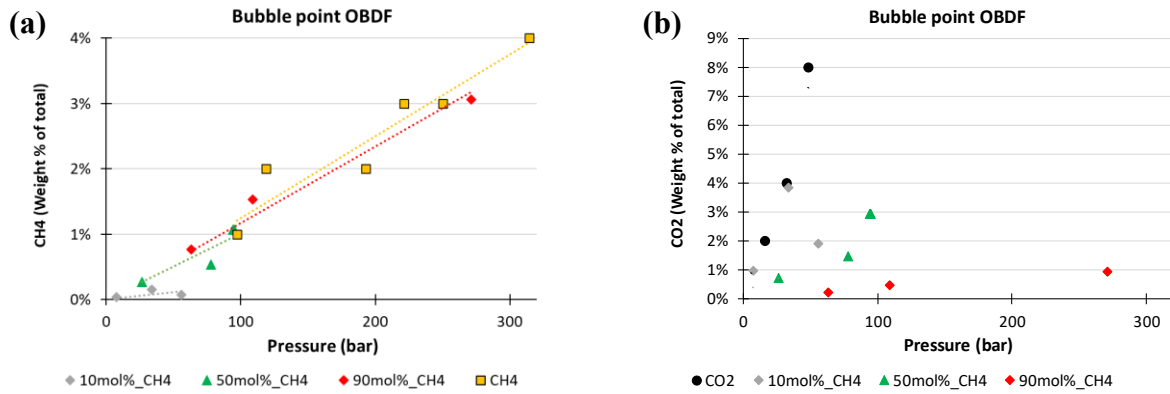 (a)
Bubble point OBDF
CH4 (Weight % of total)
4%
3%
2%
1%
0%
0 100 200 300
Pressure (bar)
10mol%_CH4 50mol%_CH4 90mol%_CH4 CH4
(b)
Bubble point OBDF
CO2 (Weight % of total)
9%
8%
7%
6%
5%
4%
3%
2%
1%
0%
0 100 200 300
Pressure (bar)
CO2 10mol%_CH4 50mol%_CH4 90mol%_CH4